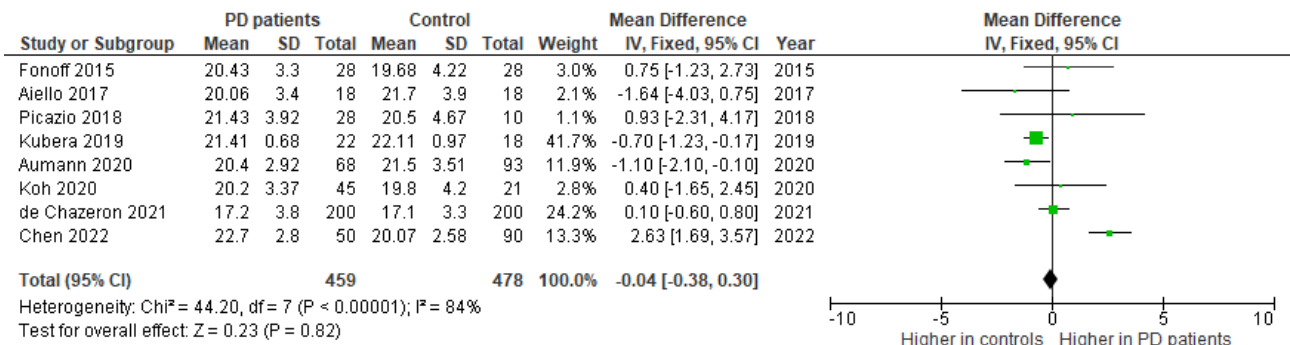 PD patients Control Mean Difference Mean Difference
Study or Subgroup Mean SD Total Mean SD Total Weight IV, Fixed, 95% CI Year IV, Fixed, 95% CI
Fonoff 2015 20.43 3.3 28 19.68 4.22 28 3.0% 0.75 [-1.23, 2.73] 2015
Aiello 2017 20.06 3.4 18 21.7 3.9 18 2.1% -1.64 [-4.03, 0.75] 2017
Picazio 2018 21.43 3.92 28 20.5 4.67 10 1.1% 0.93 [-2.31, 4.17] 2018
Kubera 2019 21.41 0.68 22 22.11 0.97 18 41.7% -0.70 [-1.23, -0.17] 2019
Aumann 2020 20.4 2.92 68 21.5 3.51 93 11.9% -1.10 [-2.10, -0.10] 2020
Koh 2020 20.2 3.37 45 19.8 4.2 21 2.8% 0.40 [-1.65, 2.45] 2020
de Chazeron 2021 17.2 3.8 200 17.1 3.3 200 24.2% 0.10 [-0.60, 0.80] 2021
Chen 2022 22.7 2.8 50 20.07 2.58 90 13.3% 2.63 [1.69, 3.57] 2022
Total (95% CI) 459 478 100.0% -0.04 [-0.38, 0.30]
Heterogeneity: Chi² = 44.20, df = 7 (P < 0.00001); I² = 84%
Test for overall effect: Z = 0.23 (P = 0.82)
-10 -5 0 5 10
Higher in controls Higher in PD patients